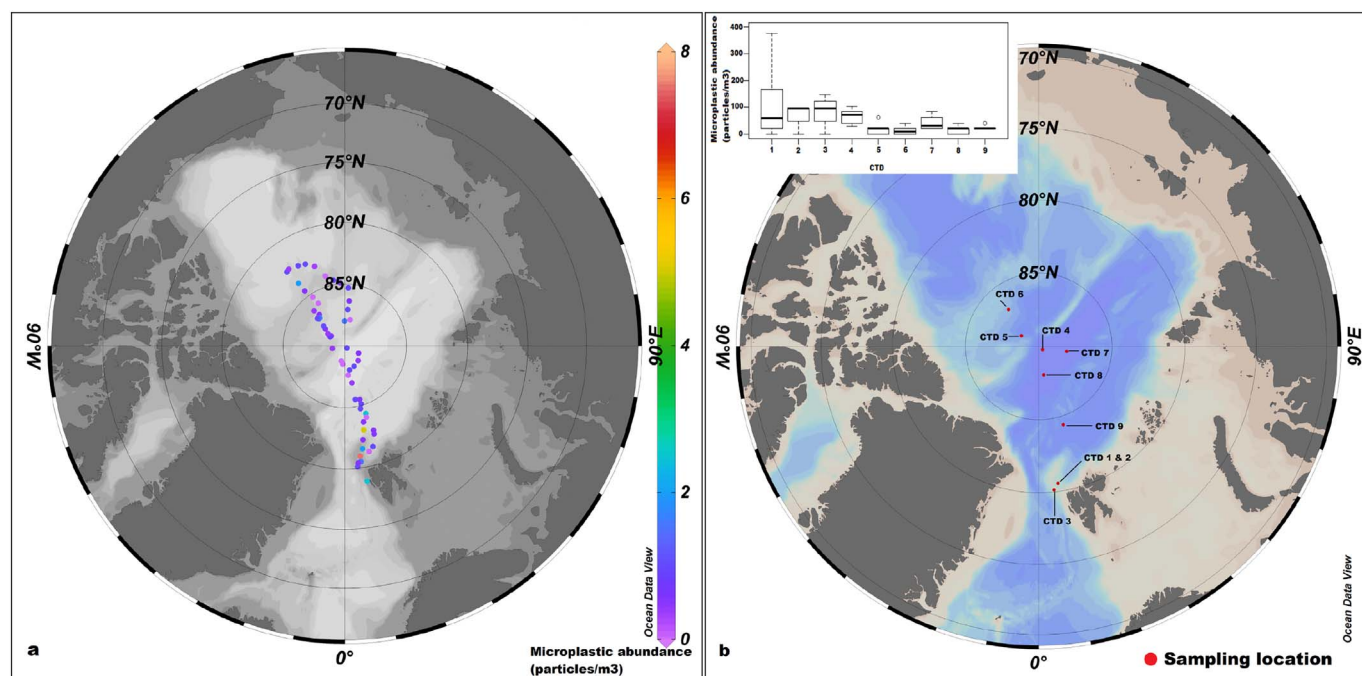 8
6
4
2
0
70°N
75°N
80°N
85°N
90°W
90°E
0°
Ocean Data View
Microplastic abundance
(particles/m3)
a
400
300
200
100
0
Microplastic abundance
(particles/m3)
1 2 3 4 5 6 7 8 9
CTD
70°N
75°N
80°N
85°N
CTD 6
CTD 5
CTD 4
CTD 7
CTD 8
CTD 9
CTD 1 & 2
CTD 3
90°W
90°E
0°
Ocean Data View
b
Sampling location